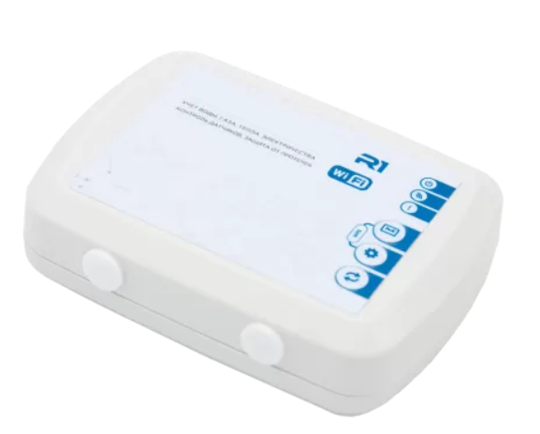 УЧЕТ ВОДЫ, ГАЗА, ТЕПЛА, ЭЛЕКТРИЧЕСТВА
КОНТРОЛЬ ДАТЧИКОВ, ЗАЩИТА ОТ ПРОТЕЧЕК
R1
Wi Fi